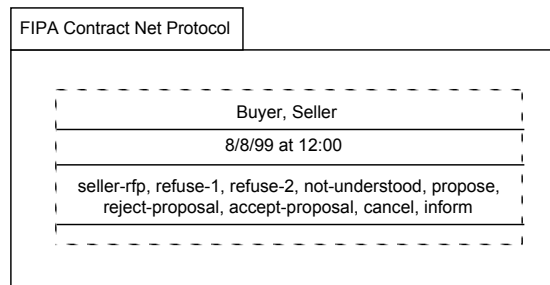 FIPA Contract Net Protocol
Buyer, Seller
8/8/99 at 12:00
seller-rfp, refuse-1, refuse-2, not-understood, propose,
reject-proposal, accept-proposal, cancel, inform